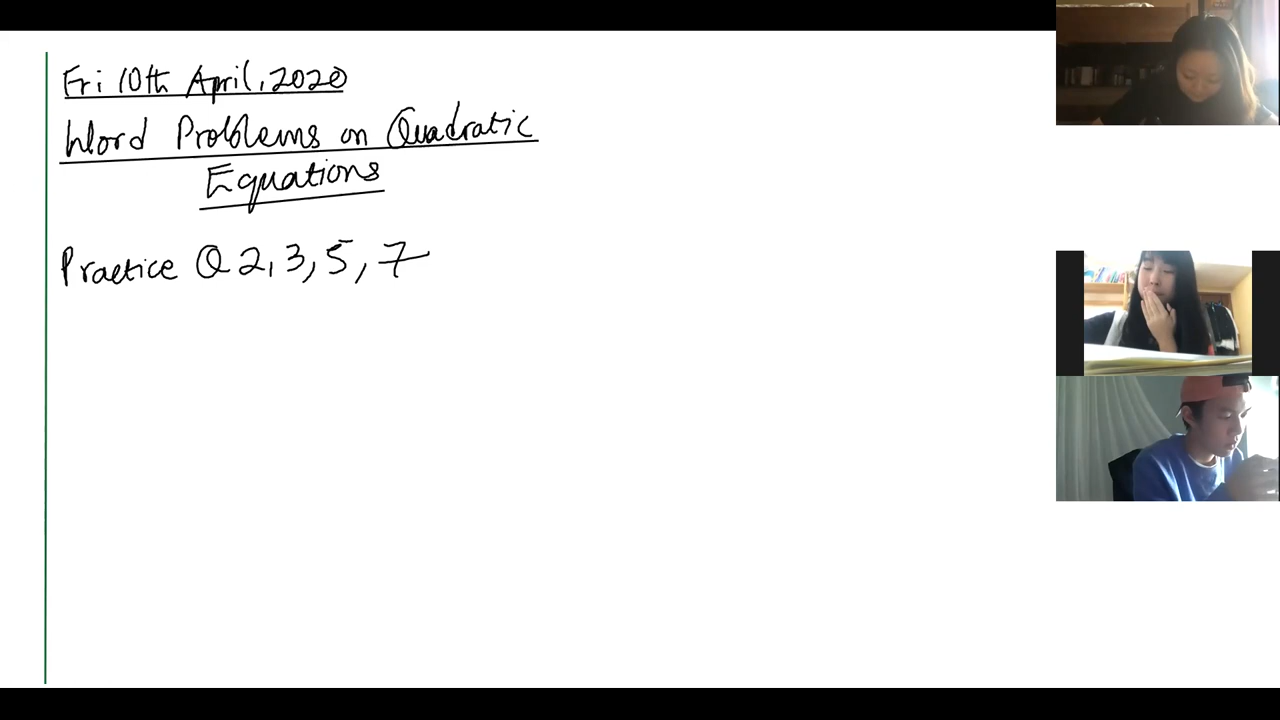 Fri 10th April, 2020
Word Problems on Quadratic
Equations
Practice Q 2, 3, 5, 7